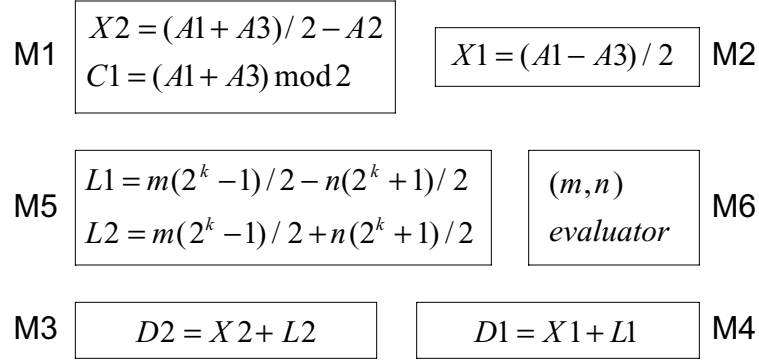 M1
X2 = (A1 + A3) / 2 − A2
C1 = (A1 + A3) mod 2
X1 = (A1 − A3) / 2
M2
M5
L1 = m(2^k − 1) / 2 − n(2^k + 1) / 2
L2 = m(2^k − 1) / 2 + n(2^k + 1) / 2
(m, n)
evaluator
M6
M3
D2 = X2 + L2
D1 = X1 + L1
M4